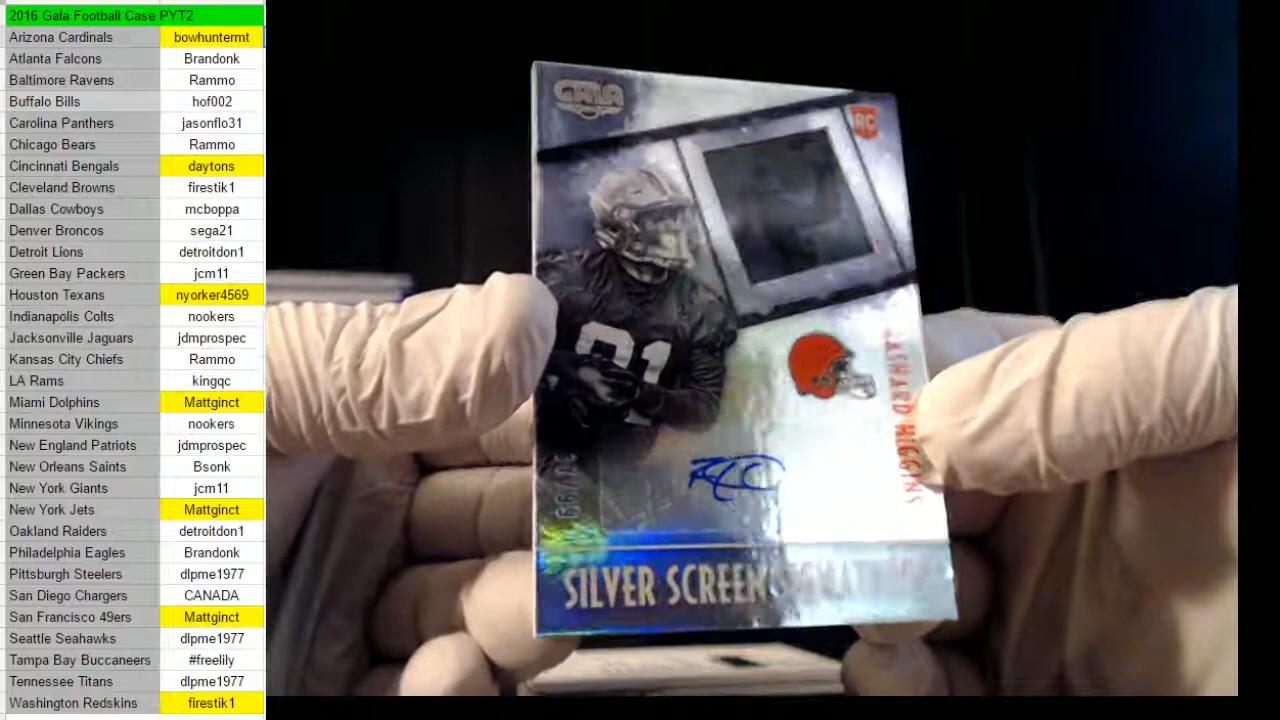 2016 Gala Football Case PYT2
Arizona Cardinals bowhuntermt
Atlanta Falcons Brandonk
Baltimore Ravens Rammo
Buffalo Bills hof002
Carolina Panthers jasonflo31
Chicago Bears Rammo
Cincinnati Bengals daytons
Cleveland Browns firestik1
Dallas Cowboys mcboppa
Denver Broncos sega21
Detroit Lions detroitdon1
Green Bay Packers jcm11
Houston Texans nyorker4569
Indianapolis Colts nookers
Jacksonville Jaguars jdmprospec
Kansas City Chiefs Rammo
LA Rams kingqc
Miami Dolphins Mattginct
Minnesota Vikings nookers
New England Patriots jdmprospec
New Orleans Saints Bsonk
New York Giants jcm11
New York Jets Mattginct
Oakland Raiders detroitdon1
Philadelphia Eagles Brandonk
Pittsburgh Steelers dlpme1977
San Diego Chargers CANADA
San Francisco 49ers Mattginct
Seattle Seahawks dlpme1977
Tampa Bay Buccaneers #freelily
Tennessee Titans dlpme1977
Washington Redskins firestik1
GALA
RC
81
RASHARD HIGGINS
SILVER SCREEN SIGNATURES